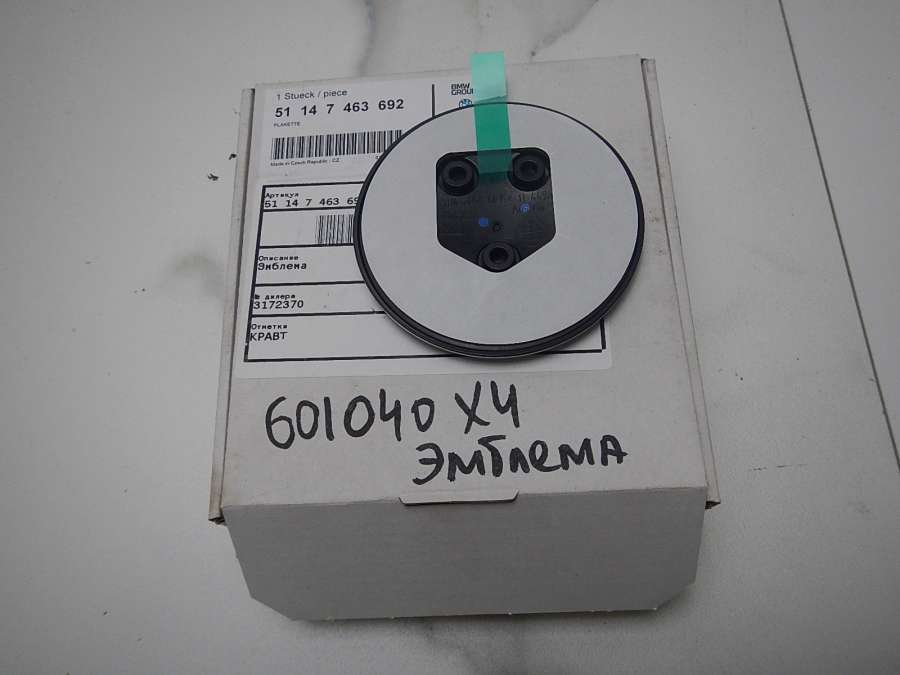 1 Stueck / piece
51 14 7 463 692
PLAKETTE
BMW
GROUP
Made in Czech Republic - CZ
Артикул
51 14 7 463 69
Описание
Эмблема
№ дилера
3172370
Отметка
КРАВТ
601040 X4
Эмблема